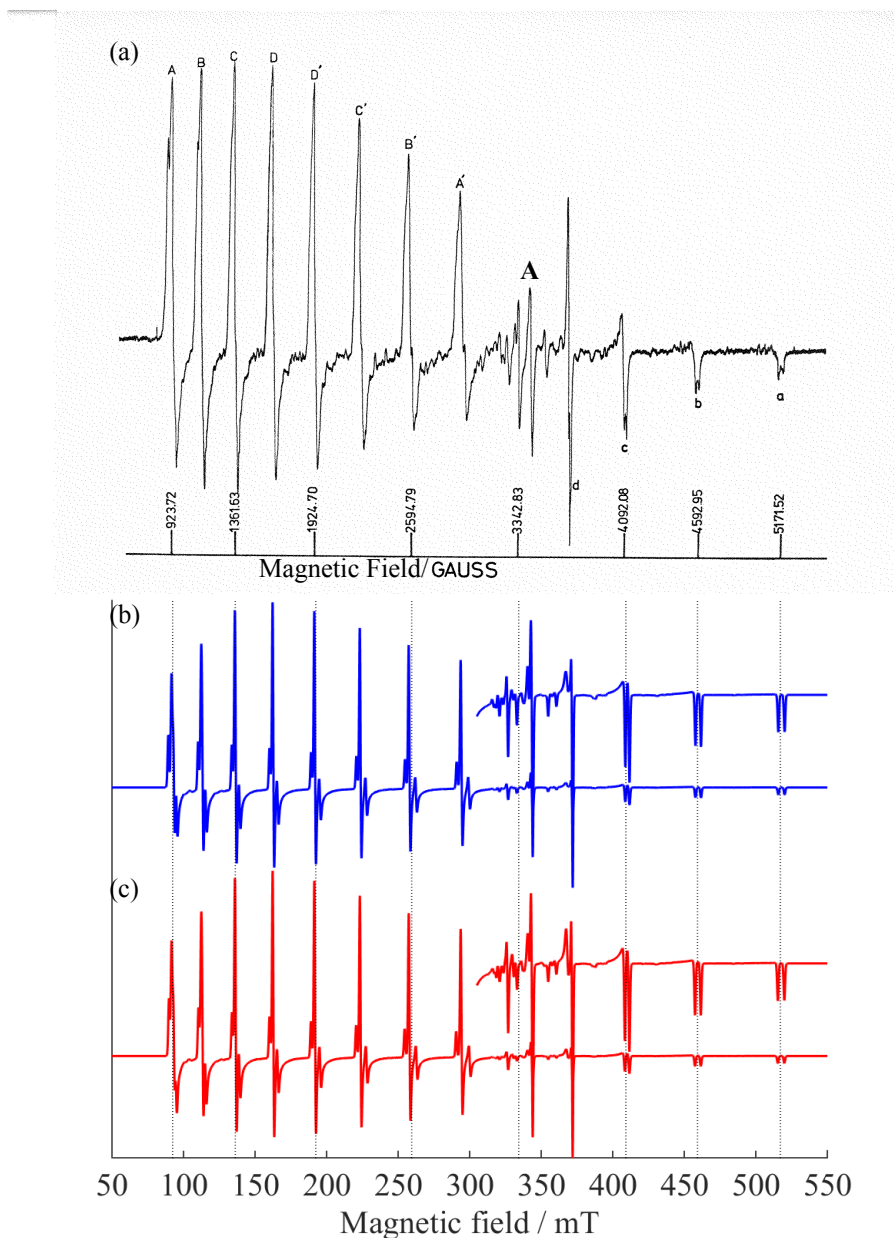 (a)
A B C D D′ C′ B′ A′
A
d c b a
923.72 1361.63 1924.70 2594.79 3342.83 4092.08 4592.95 5171.52
Magnetic Field/GAUSS
(b)
(c)
50 100 150 200 250 300 350 400 450 500 550
Magnetic field / mT